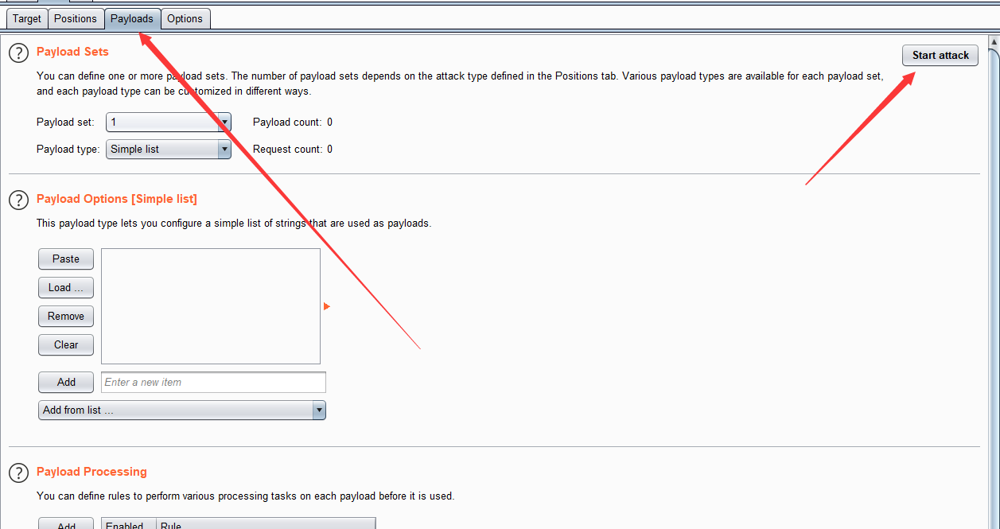 Target Positions Payloads Options
? Payload Sets
Start attack
You can define one or more payload sets. The number of payload sets depends on the attack type defined in the Positions tab. Various payload types are available for each payload set,
and each payload type can be customized in different ways.
Payload set: 1 Payload count: 0
Payload type: Simple list Request count: 0
? Payload Options [Simple list]
This payload type lets you configure a simple list of strings that are used as payloads.
Paste
Load ...
Remove
Clear
Add Enter a new item
Add from list ...
? Payload Processing
You can define rules to perform various processing tasks on each payload before it is used.
Add Enabled Rule